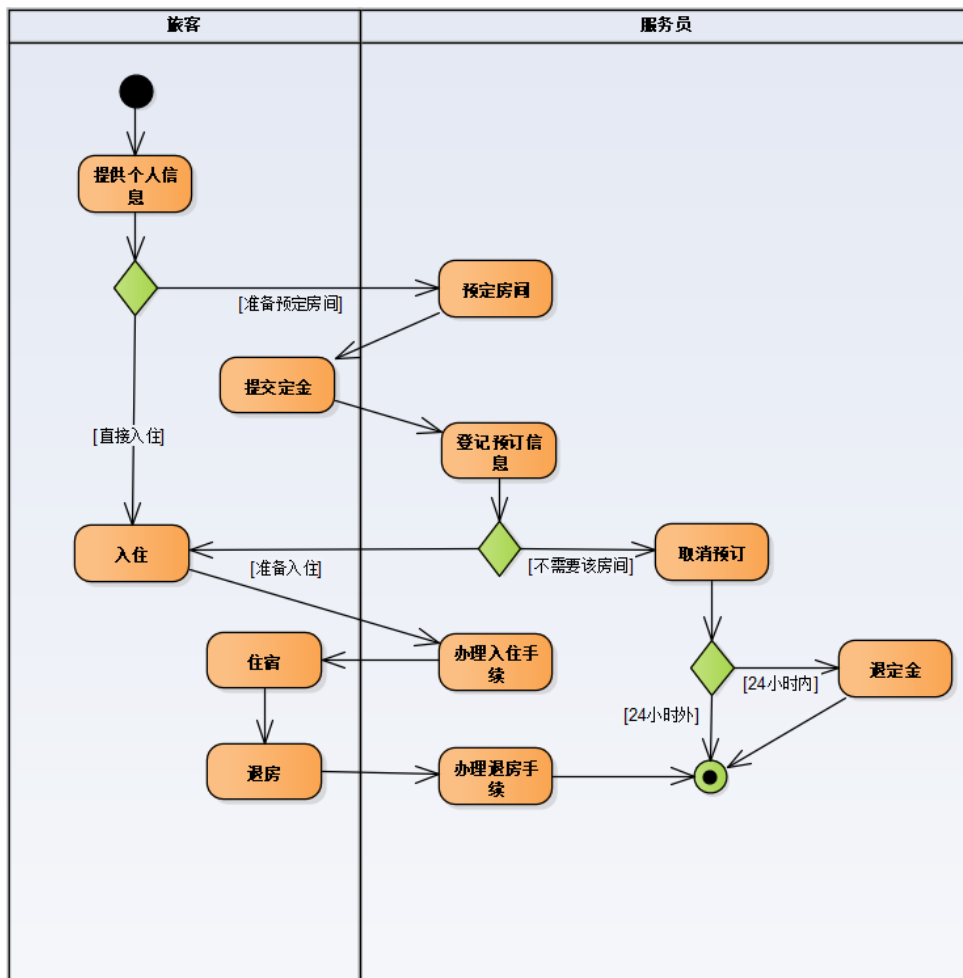 旅客
服务员
提供个人信
息
[准备预定房间]
预定房间
提交定金
[直接入住]
登记预订信
息
入住
[准备入住]
[不需要该房间]
取消预订
住宿
办理入住手
续
[24小时内]
退定金
[24小时外]
退房
办理退房手
续